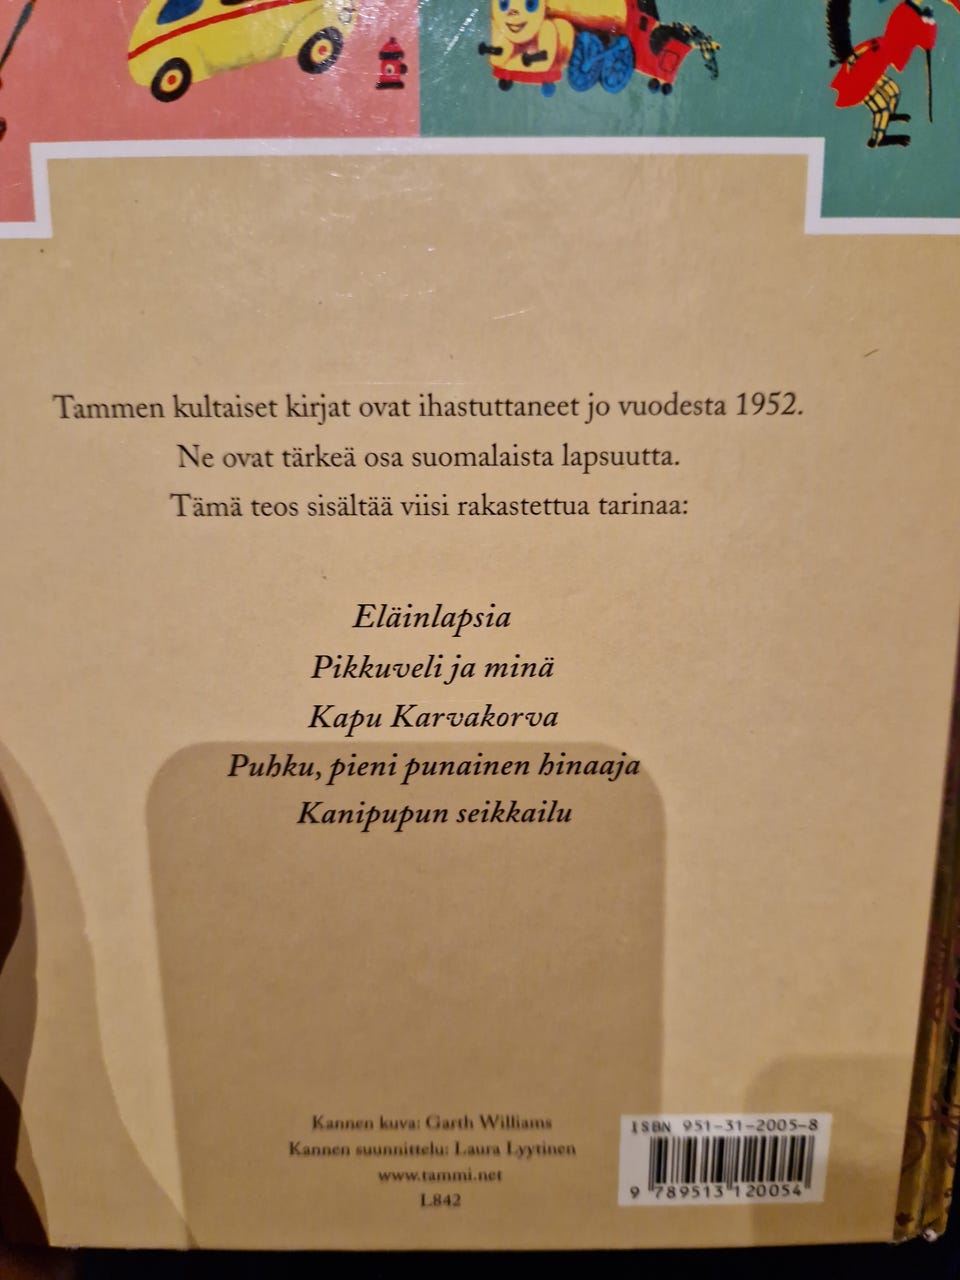 Tammen kultaiset kirjat ovat ihastuttaneet jo vuodesta 1952.
Ne ovat tärkeä osa suomalaista lapsuutta.
Tämä teos sisältää viisi rakastettua tarinaa:
Eläinlapsia
Pikkuveli ja minä
Kapu Karvakorva
Puhku, pieni punainen hinaaja
Kanipupun seikkailu
Kannen kuva: Garth Williams
Kannen suunnittelu: Laura Lyytinen
www.tammi.net
L842
ISBN 951-31-2005-8
9 789513 120054